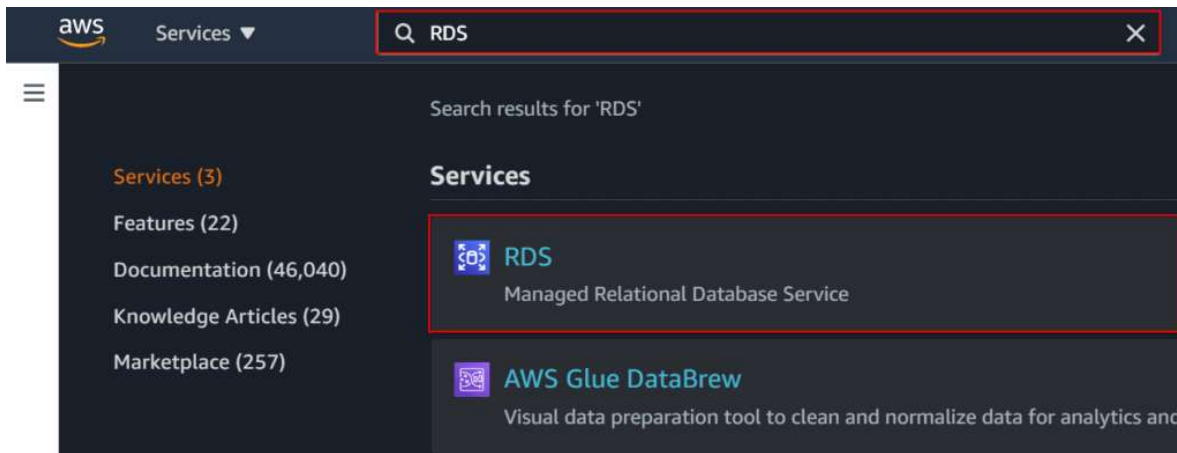 aws Services ▼ RDS
Search results for 'RDS'
Services (3)
Features (22)
Documentation (46,040)
Knowledge Articles (29)
Marketplace (257)
Services
RDS
Managed Relational Database Service
AWS Glue DataBrew
Visual data preparation tool to clean and normalize data for analytics and